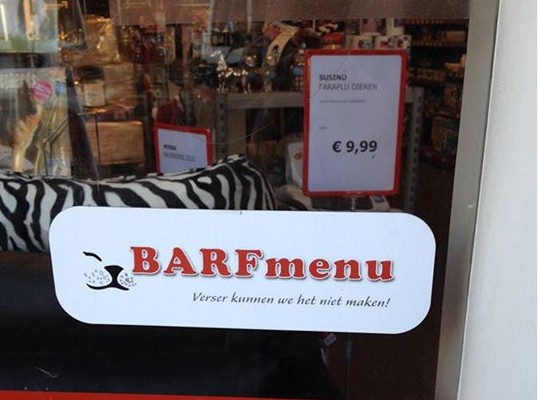 SUSINO
PARAPLU DIEREN
€ 9,99
BARFmenu
Verser kunnen we het niet maken!